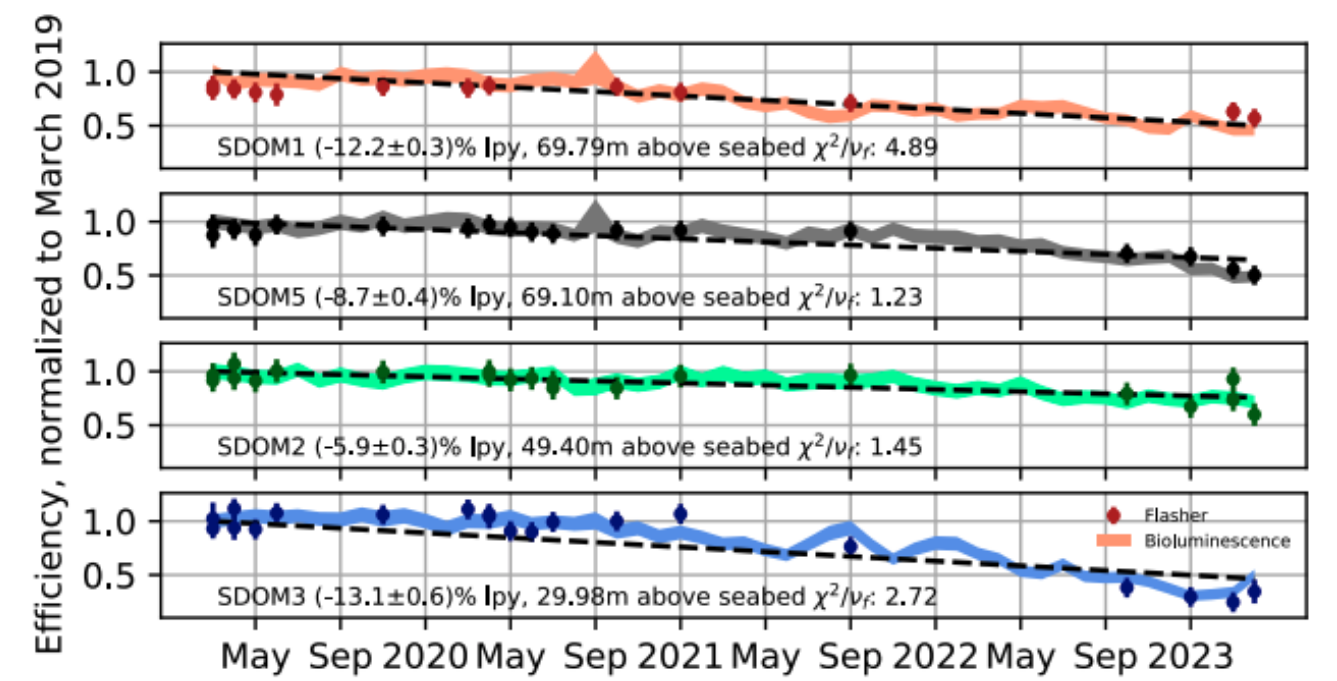 Efficiency, normalized to March 2019
1.0
0.5
SDOM1 (-12.2±0.3)% lpy, 69.79m above seabed χ²/ν_f: 4.89
1.0
0.5
SDOM5 (-8.7±0.4)% lpy, 69.10m above seabed χ²/ν_f: 1.23
1.0
0.5
SDOM2 (-5.9±0.3)% lpy, 49.40m above seabed χ²/ν_f: 1.45
1.0
0.5
Flasher
Bioluminescence
SDOM3 (-13.1±0.6)% lpy, 29.98m above seabed χ²/ν_f: 2.72
May Sep 2020 May Sep 2021 May Sep 2022 May Sep 2023